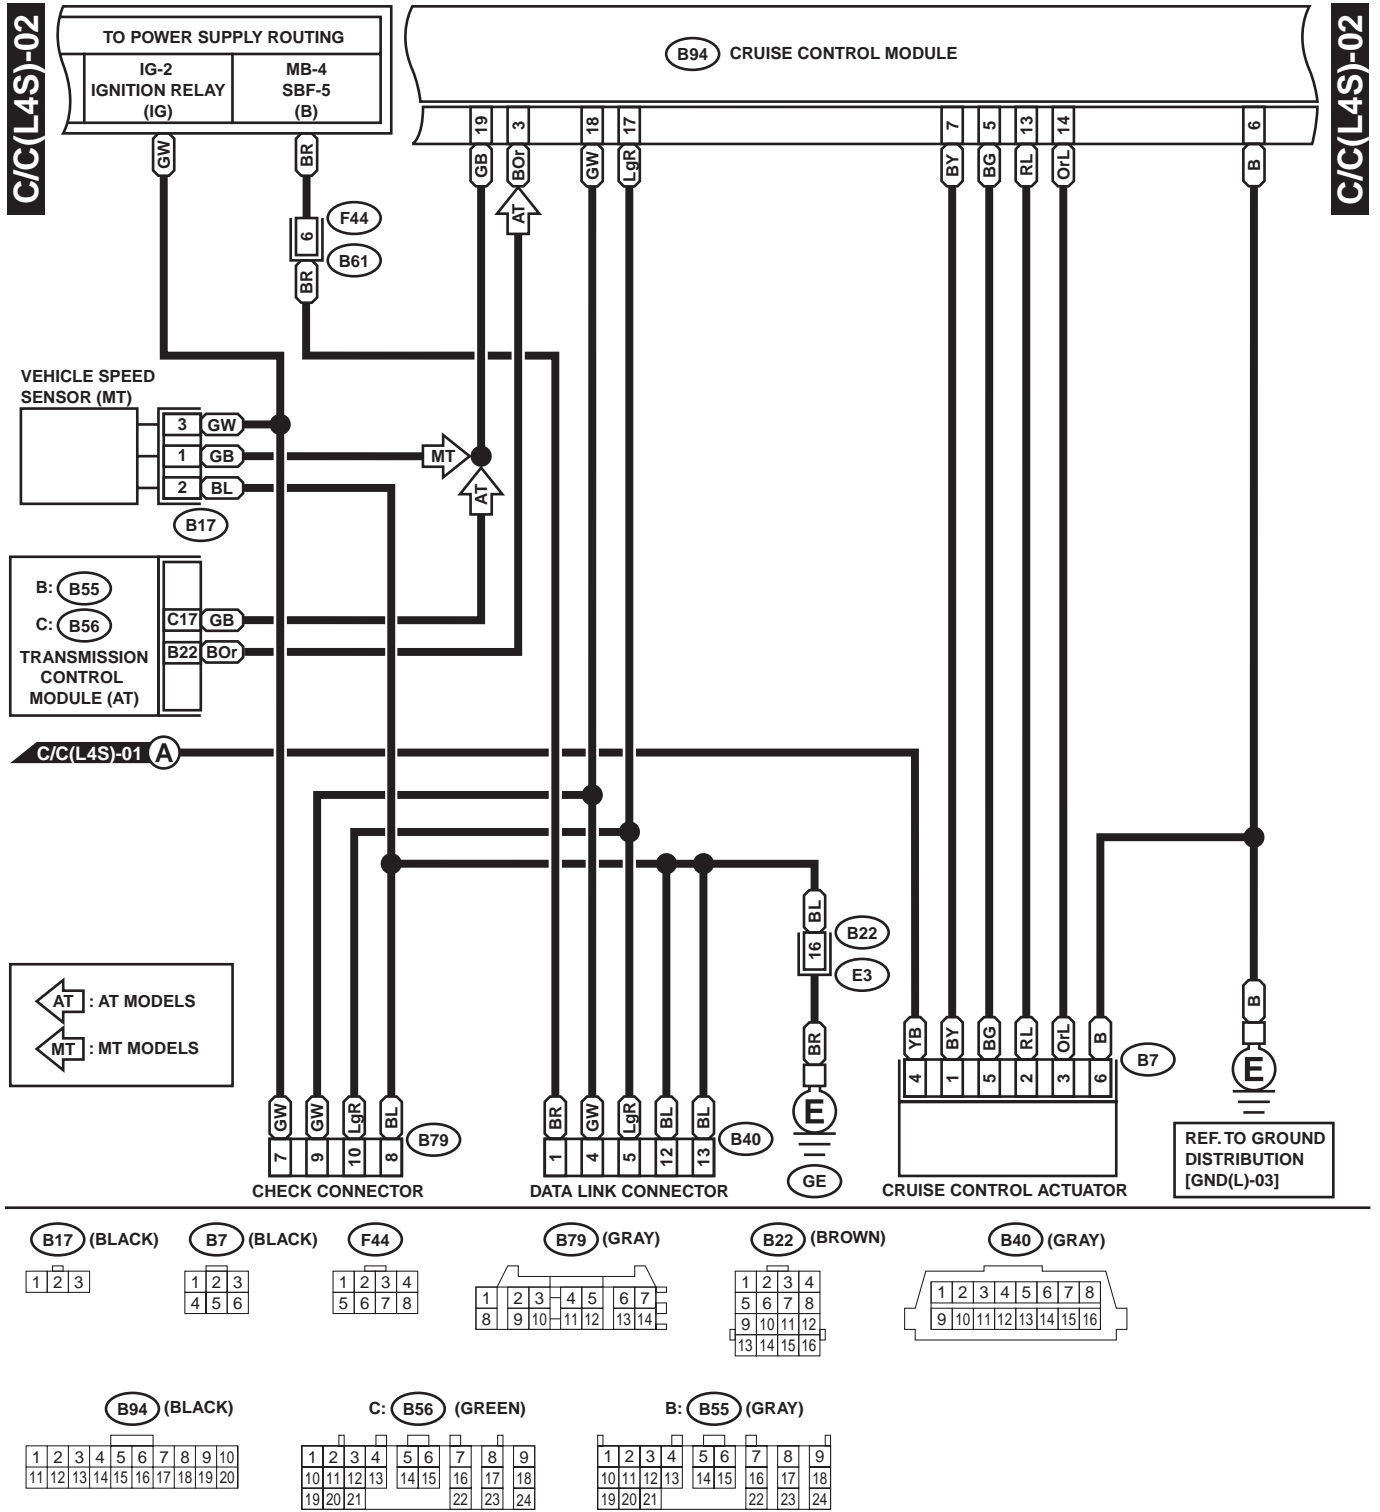 C/C(L4S)-02
C/C(L4S)-02
TO POWER SUPPLY ROUTING
IG-2
IGNITION RELAY
(IG)
MB-4
SBF-5
(B)
B94 CRUISE CONTROL MODULE
19 3 18 17 7 5 13 14 6
GW BR GB BOr GW LgR BY BG RL OrL B
AT
6
F44
B61
BR
VEHICLE SPEED
SENSOR (MT)
3 GW
1 GB
2 BL
MT
AT
B17
B: B55
C: B56
TRANSMISSION
CONTROL
MODULE (AT)
C17 GB
B22 BOr
C/C(L4S)-01 A
BL
16
B22
E3
BR
E
GE
AT : AT MODELS
MT : MT MODELS
GW GW LgR BL
7 9 10 8
B79
CHECK CONNECTOR
BR GW LgR BL BL
1 4 5 12 13
B40
DATA LINK CONNECTOR
YB BY BG RL OrL B
4 1 5 2 3 6
B7
CRUISE CONTROL ACTUATOR
B
E
REF. TO GROUND
DISTRIBUTION
[GND(L)-03]
B17 (BLACK)
1 2 3
B7 (BLACK)
1 2 3
4 5 6
F44
1 2 3 4
5 6 7 8
B79 (GRAY)
1 2 3 4 5 6 7
8 9 10 11 12 13 14
B22 (BROWN)
1 2 3 4
5 6 7 8
9 10 11 12
13 14 15 16
B40 (GRAY)
1 2 3 4 5 6 7 8
9 10 11 12 13 14 15 16
B94 (BLACK)
1 2 3 4 5 6 7 8 9 10
11 12 13 14 15 16 17 18 19 20
C: B56 (GREEN)
1 2 3 4 5 6 7 8 9
10 11 12 13 14 15 16 17 18
19 20 21 22 23 24
B: B55 (GRAY)
1 2 3 4 5 6 7 8 9
10 11 12 13 14 15 16 17 18
19 20 21 22 23 24